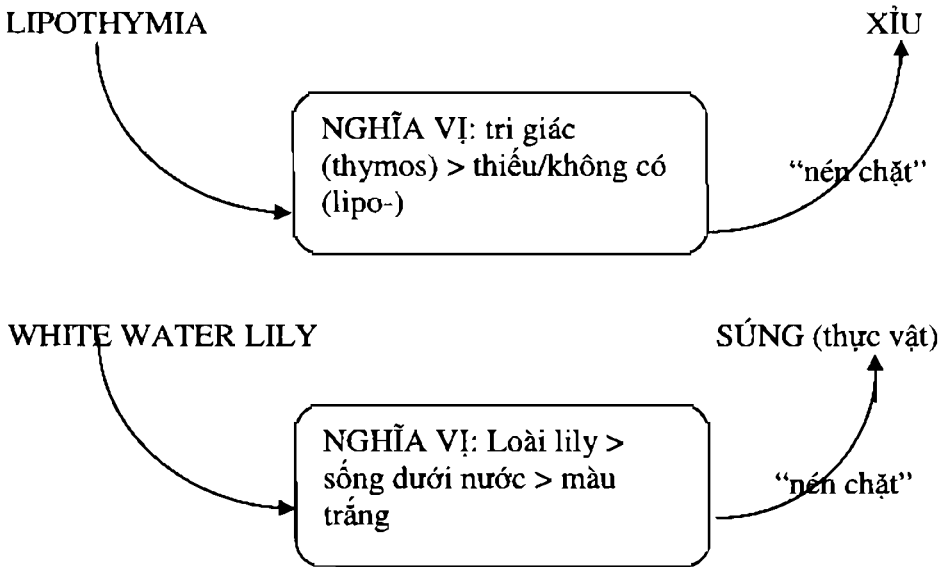 LIPOTHYMIA
XỈU
NGHĨA VỊ: tri giác
(thymos) > thiếu/không có
(lipo-)
“nén chặt”
WHITE WATER LILY
SÚNG (thực vật)
NGHĨA VỊ: Loài lily >
sống dưới nước > màu
trắng
“nén chặt”